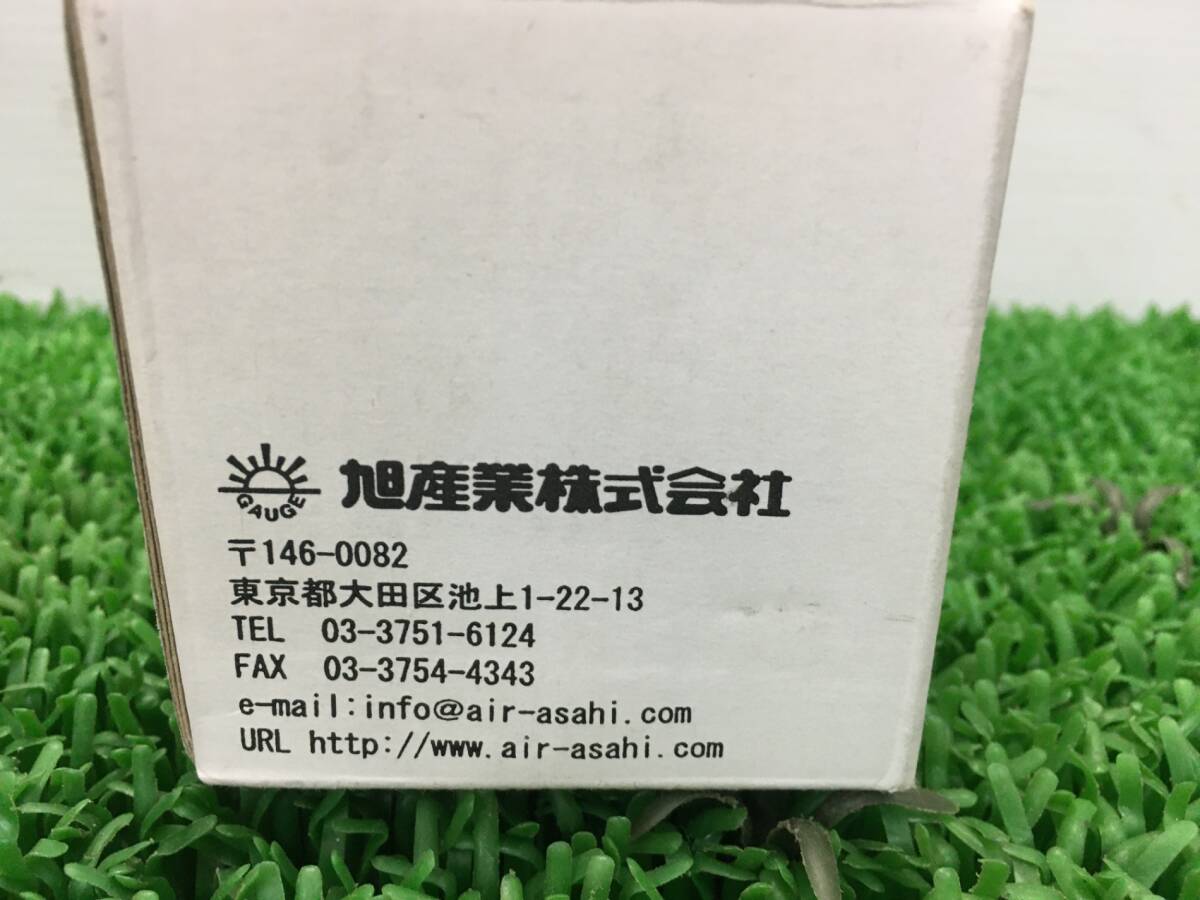 GAUGE 旭産業株式会社
〒146-0082
東京都大田区池上1-22-13
TEL 03-3751-6124
FAX 03-3754-4343
e-mail:info@air-asahi.com
URL http://www.air-asahi.com